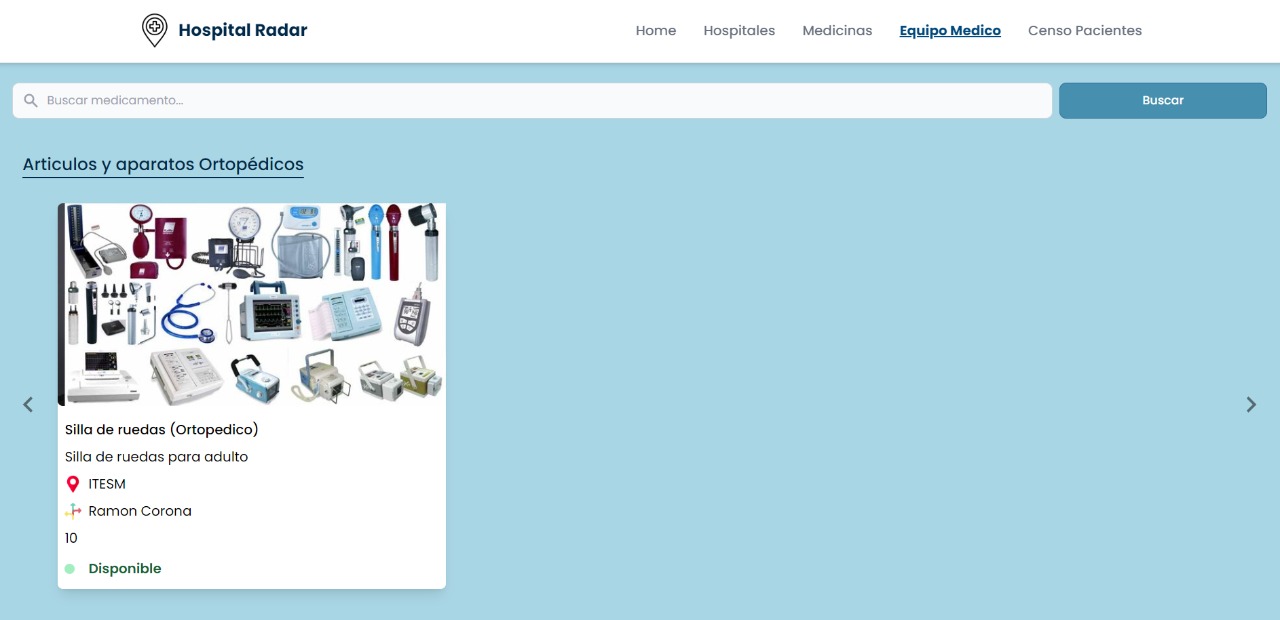 Hospital Radar
Home Hospitales Medicinas Equipo Medico Censo Pacientes
Buscar medicamento... Buscar
Articulos y aparatos Ortopédicos
Silla de ruedas (Ortopedico)
Silla de ruedas para adulto
ITESM
Ramon Corona
10
Disponible